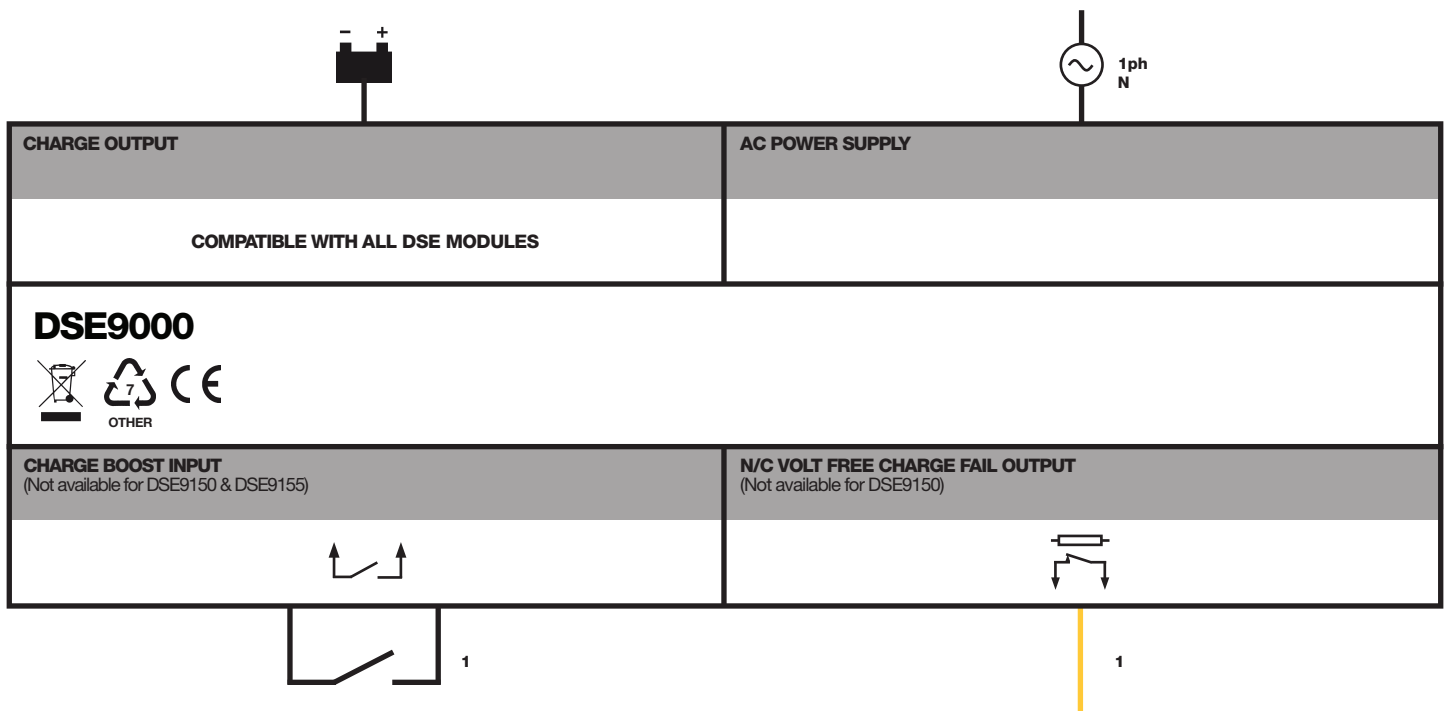 − +
1ph
N
CHARGE OUTPUT
AC POWER SUPPLY
COMPATIBLE WITH ALL DSE MODULES
DSE9000
7
CE
OTHER
CHARGE BOOST INPUT
(Not available for DSE9150 & DSE9155)
N/C VOLT FREE CHARGE FAIL OUTPUT
(Not available for DSE9150)
1
1